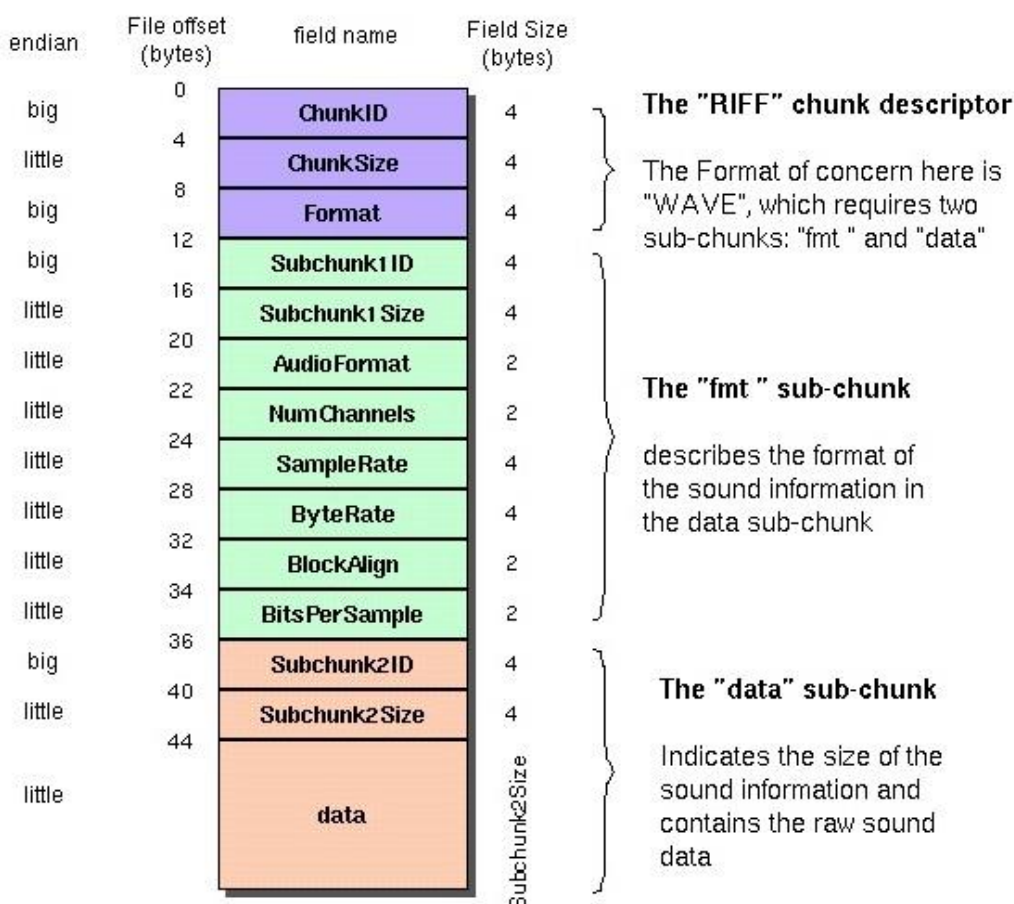 endian
File offset
(bytes)
field name
Field Size
(bytes)
0
big
ChunkID
4
4
little
ChunkSize
4
8
big
Format
4
12
big
Subchunk1ID
4
16
little
Subchunk1Size
4
20
little
AudioFormat
2
22
little
NumChannels
2
24
little
SampleRate
4
28
little
ByteRate
4
32
little
BlockAlign
2
34
little
BitsPerSample
2
36
big
Subchunk2ID
4
40
little
Subchunk2Size
4
44
little
data
Subchunk2Size
The "RIFF" chunk descriptor
The Format of concern here is
"WAVE", which requires two
sub-chunks: "fmt " and "data"
The "fmt " sub-chunk
describes the format of
the sound information in
the data sub-chunk
The "data" sub-chunk
Indicates the size of the
sound information and
contains the raw sound
data